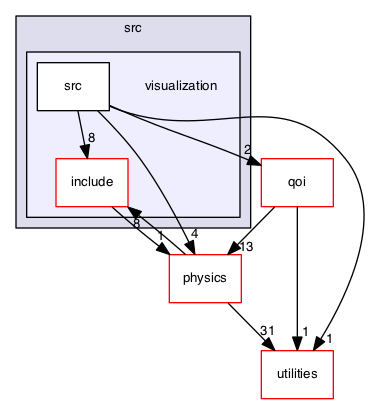 src
src
visualization
8
2
include
qoi
8
1
4
13
physics
31
1
1
utilities